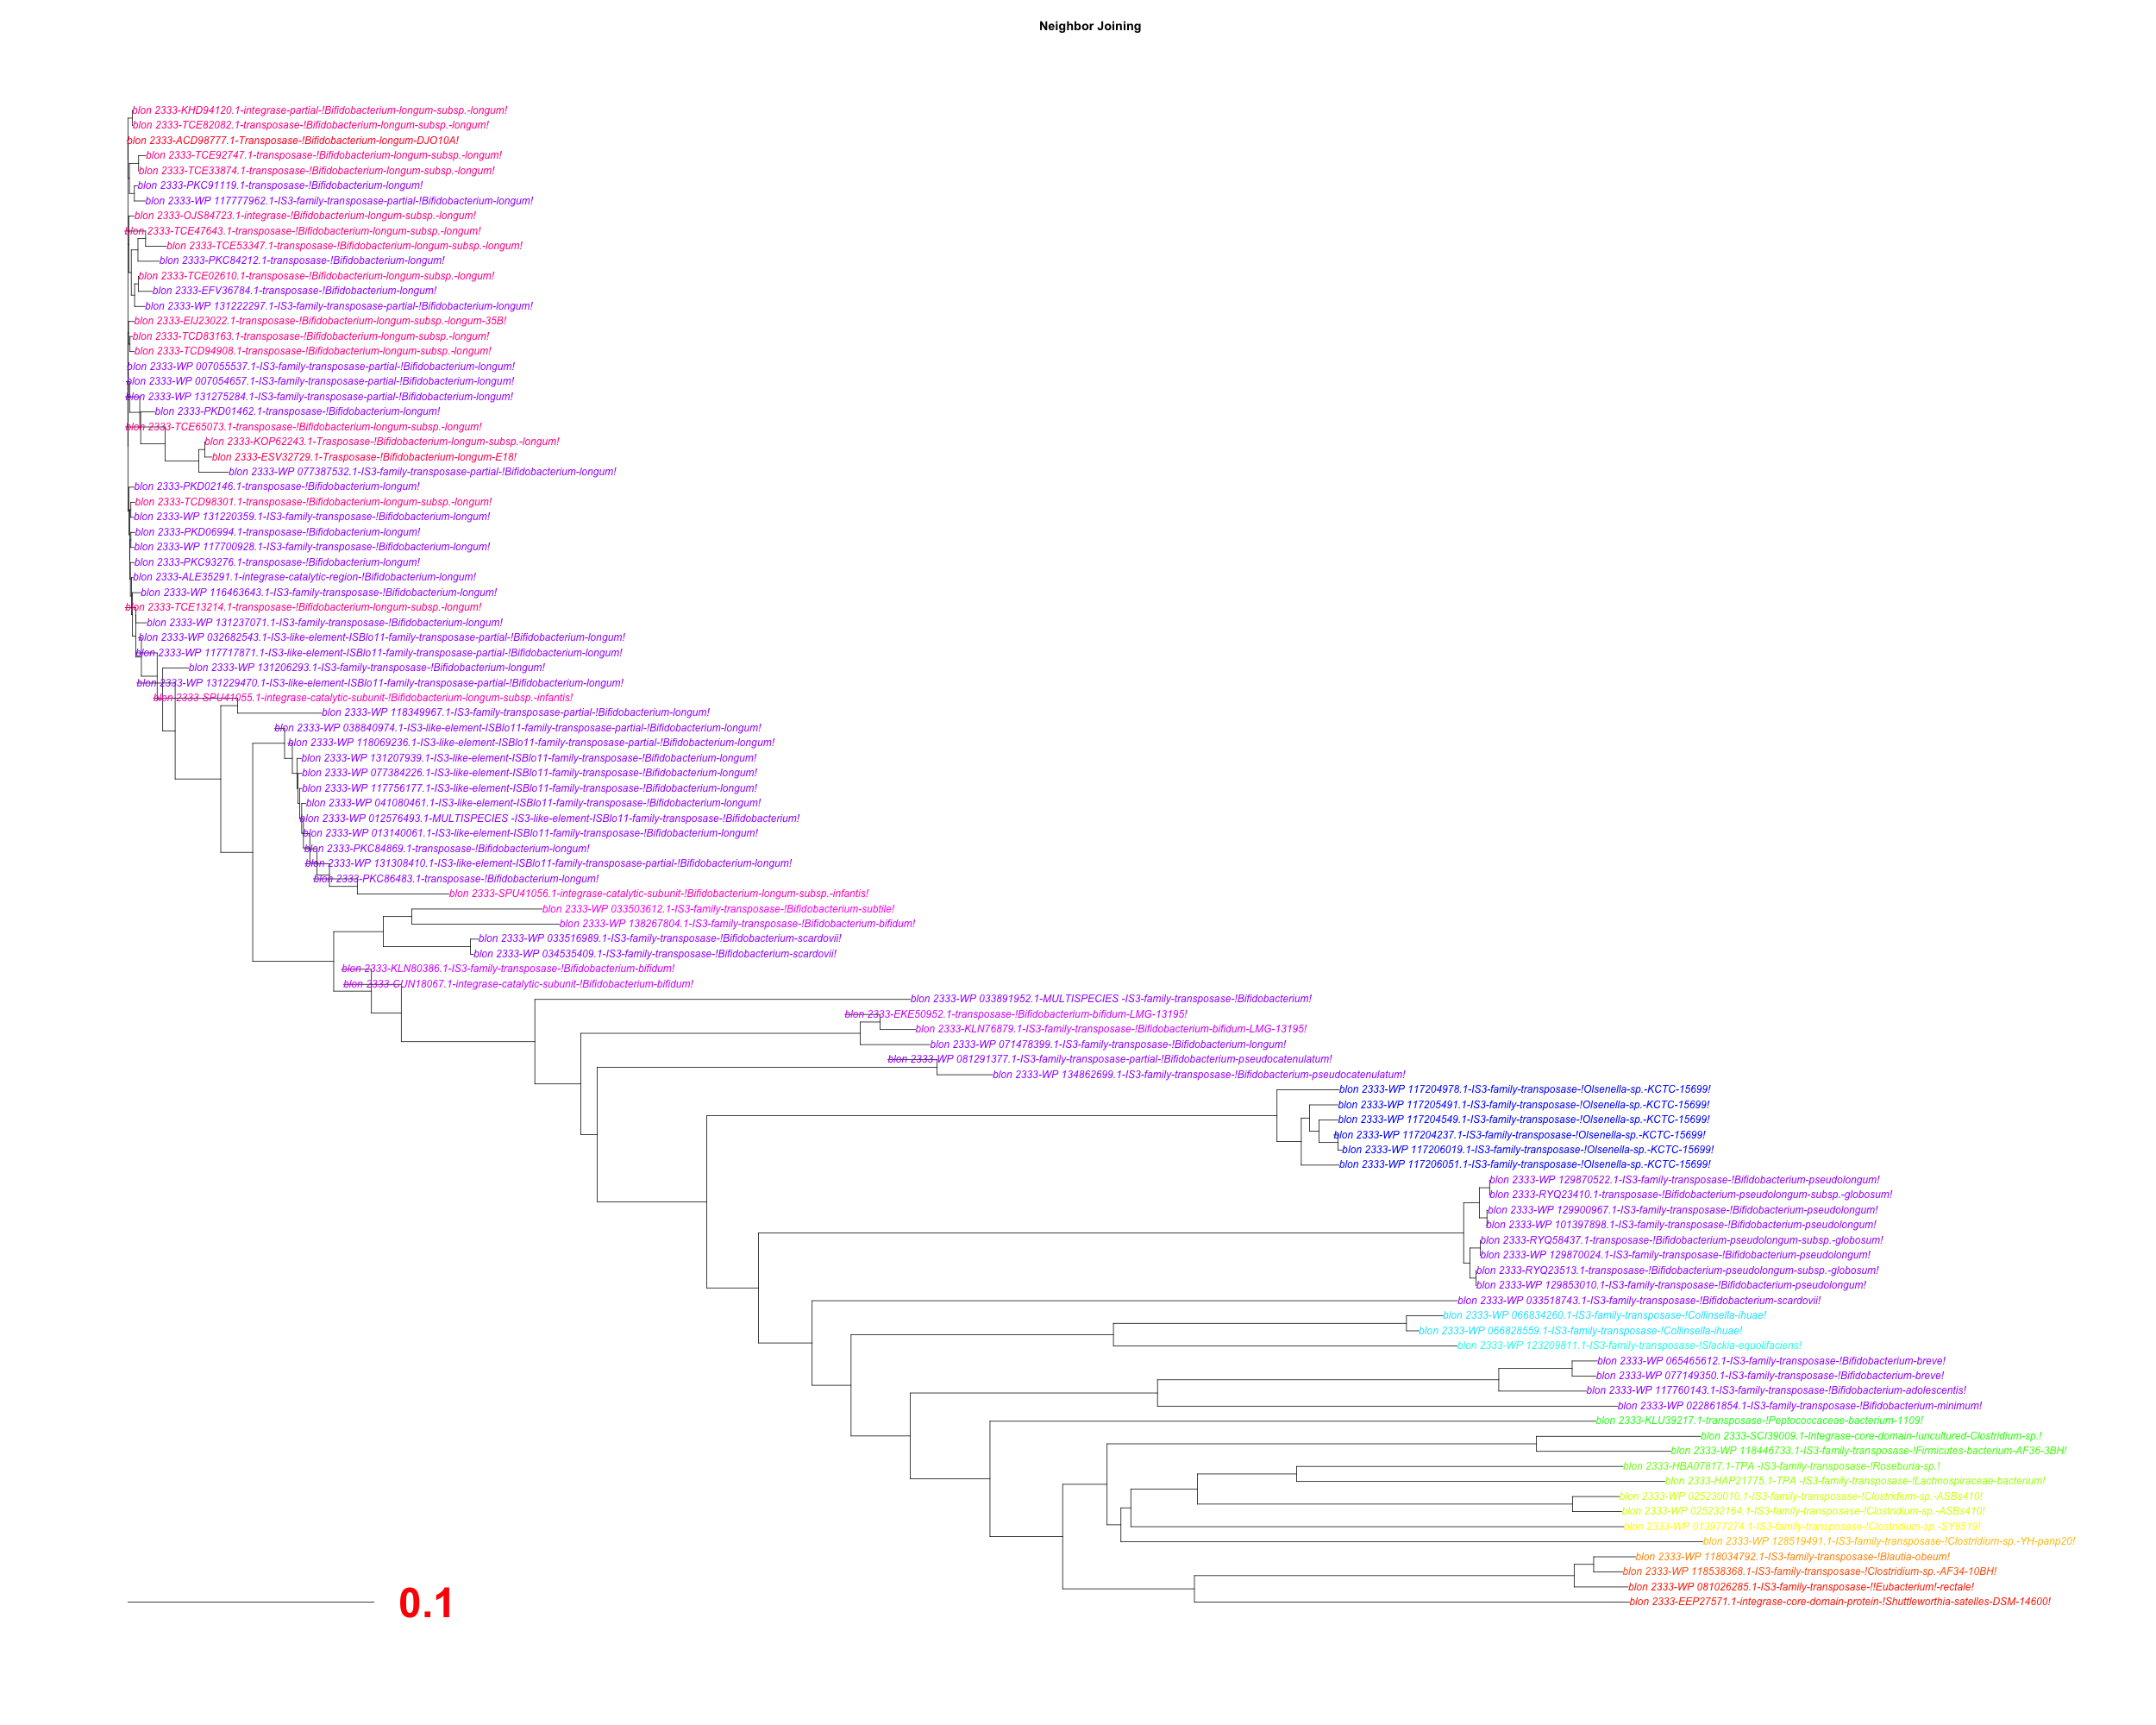 Neighbor Joining
blon 2333-KHD94120.1-integrase-partial-!Bifidobacterium-longum-subsp.-longum!
blon 2333-TCE82082.1-transposase-!Bifidobacterium-longum-subsp.-longum!
blon 2333-ACD98777.1-Transposase-!Bifidobacterium-longum-DJO10A!
blon 2333-TCE92747.1-transposase-!Bifidobacterium-longum-subsp.-longum!
blon 2333-TCE33874.1-transposase-!Bifidobacterium-longum-subsp.-longum!
blon 2333-PKC91119.1-transposase-!Bifidobacterium-longum!
blon 2333-WP 117777962.1-IS3-family-transposase-partial-!Bifidobacterium-longum!
blon 2333-OJS84723.1-integrase-!Bifidobacterium-longum-subsp.-longum!
blon 2333-TCE47643.1-transposase-!Bifidobacterium-longum-subsp.-longum!
blon 2333-TCE53347.1-transposase-!Bifidobacterium-longum-subsp.-longum!
blon 2333-PKC84212.1-transposase-!Bifidobacterium-longum!
blon 2333-TCE02610.1-transposase-!Bifidobacterium-longum-subsp.-longum!
blon 2333-EFV36784.1-transposase-!Bifidobacterium-longum!
blon 2333-WP 131222297.1-IS3-family-transposase-partial-!Bifidobacterium-longum!
blon 2333-EIJ23022.1-transposase-!Bifidobacterium-longum-subsp.-longum-35B!
blon 2333-TCD83163.1-transposase-!Bifidobacterium-longum-subsp.-longum!
blon 2333-TCD94908.1-transposase-!Bifidobacterium-longum-subsp.-longum!
blon 2333-WP 007055537.1-IS3-family-transposase-partial-!Bifidobacterium-longum!
blon 2333-WP 007054657.1-IS3-family-transposase-partial-!Bifidobacterium-longum!
blon 2333-WP 131275284.1-IS3-family-transposase-partial-!Bifidobacterium-longum!
blon 2333-PKD01462.1-transposase-!Bifidobacterium-longum!
blon 2333-TCE65073.1-transposase-!Bifidobacterium-longum-subsp.-longum!
blon 2333-KOP62243.1-Trasposase-!Bifidobacterium-longum-subsp.-longum!
blon 2333-ESV32729.1-Trasposase-!Bifidobacterium-longum-E18!
blon 2333-WP 077387532.1-IS3-family-transposase-partial-!Bifidobacterium-longum!
blon 2333-PKD02146.1-transposase-!Bifidobacterium-longum!
blon 2333-TCD98301.1-transposase-!Bifidobacterium-longum-subsp.-longum!
blon 2333-WP 131220359.1-IS3-family-transposase-!Bifidobacterium-longum!
blon 2333-PKD06994.1-transposase-!Bifidobacterium-longum!
blon 2333-WP 117700928.1-IS3-family-transposase-!Bifidobacterium-longum!
blon 2333-PKC93276.1-transposase-!Bifidobacterium-longum!
blon 2333-ALE35291.1-integrase-catalytic-region-!Bifidobacterium-longum!
blon 2333-WP 116463643.1-IS3-family-transposase-!Bifidobacterium-longum!
blon 2333-TCE13214.1-transposase-!Bifidobacterium-longum-subsp.-longum!
blon 2333-WP 131237071.1-IS3-family-transposase-!Bifidobacterium-longum!
blon 2333-WP 032682543.1-IS3-like-element-ISBlo11-family-transposase-partial-!Bifidobacterium-longum!
blon 2333-WP 117717871.1-IS3-like-element-ISBlo11-family-transposase-partial-!Bifidobacterium-longum!
blon 2333-WP 131206293.1-IS3-family-transposase-!Bifidobacterium-longum!
blon 2333-WP 131229470.1-IS3-like-element-ISBlo11-family-transposase-partial-!Bifidobacterium-longum!
blon 2333-SPU41055.1-integrase-catalytic-subunit-!Bifidobacterium-longum-subsp.-infantis!
blon 2333-WP 118349967.1-IS3-family-transposase-partial-!Bifidobacterium-longum!
blon 2333-WP 038840974.1-IS3-like-element-ISBlo11-family-transposase-partial-!Bifidobacterium-longum!
blon 2333-WP 118069236.1-IS3-like-element-ISBlo11-family-transposase-partial-!Bifidobacterium-longum!
blon 2333-WP 131207939.1-IS3-like-element-ISBlo11-family-transposase-!Bifidobacterium-longum!
blon 2333-WP 077384226.1-IS3-like-element-ISBlo11-family-transposase-!Bifidobacterium-longum!
blon 2333-WP 117756177.1-IS3-like-element-ISBlo11-family-transposase-!Bifidobacterium-longum!
blon 2333-WP 041080461.1-IS3-like-element-ISBlo11-family-transposase-!Bifidobacterium-longum!
blon 2333-WP 012576493.1-MULTISPECIES -IS3-like-element-ISBlo11-family-transposase-!Bifidobacterium!
blon 2333-WP 013140061.1-IS3-like-element-ISBlo11-family-transposase-!Bifidobacterium-longum!
blon 2333-PKC84869.1-transposase-!Bifidobacterium-longum!
blon 2333-WP 131308410.1-IS3-like-element-ISBlo11-family-transposase-partial-!Bifidobacterium-longum!
blon 2333-PKC86483.1-transposase-!Bifidobacterium-longum!
blon 2333-SPU41056.1-integrase-catalytic-subunit-!Bifidobacterium-longum-subsp.-infantis!
blon 2333-WP 033503612.1-IS3-family-transposase-!Bifidobacterium-subtile!
blon 2333-WP 138267804.1-IS3-family-transposase-!Bifidobacterium-bifidum!
blon 2333-WP 033516989.1-IS3-family-transposase-!Bifidobacterium-scardovii!
blon 2333-WP 034535409.1-IS3-family-transposase-!Bifidobacterium-scardovii!
blon 2333-KLN80386.1-IS3-family-transposase-!Bifidobacterium-bifidum!
blon 2333-CUN18067.1-integrase-catalytic-subunit-!Bifidobacterium-bifidum!
blon 2333-WP 033891952.1-MULTISPECIES -IS3-family-transposase-!Bifidobacterium!
blon 2333-EKE50952.1-transposase-!Bifidobacterium-bifidum-LMG-13195!
blon 2333-KLN76879.1-IS3-family-transposase-!Bifidobacterium-bifidum-LMG-13195!
blon 2333-WP 071478399.1-IS3-family-transposase-!Bifidobacterium-longum!
blon 2333-WP 081291377.1-IS3-family-transposase-partial-!Bifidobacterium-pseudocatenulatum!
blon 2333-WP 134862699.1-IS3-family-transposase-!Bifidobacterium-pseudocatenulatum!
blon 2333-WP 117204978.1-IS3-family-transposase-!Olsenella-sp.-KCTC-15699!
blon 2333-WP 117205491.1-IS3-family-transposase-!Olsenella-sp.-KCTC-15699!
blon 2333-WP 117204549.1-IS3-family-transposase-!Olsenella-sp.-KCTC-15699!
blon 2333-WP 117204237.1-IS3-family-transposase-!Olsenella-sp.-KCTC-15699!
blon 2333-WP 117206019.1-IS3-family-transposase-!Olsenella-sp.-KCTC-15699!
blon 2333-WP 117206051.1-IS3-family-transposase-!Olsenella-sp.-KCTC-15699!
blon 2333-WP 129870522.1-IS3-family-transposase-!Bifidobacterium-pseudolongum!
blon 2333-RYQ23410.1-transposase-!Bifidobacterium-pseudolongum-subsp.-globosum!
blon 2333-WP 129900967.1-IS3-family-transposase-!Bifidobacterium-pseudolongum!
blon 2333-WP 101397898.1-IS3-family-transposase-!Bifidobacterium-pseudolongum!
blon 2333-RYQ58437.1-transposase-!Bifidobacterium-pseudolongum-subsp.-globosum!
blon 2333-WP 129870024.1-IS3-family-transposase-!Bifidobacterium-pseudolongum!
blon 2333-RYQ23513.1-transposase-!Bifidobacterium-pseudolongum-subsp.-globosum!
blon 2333-WP 129853010.1-IS3-family-transposase-!Bifidobacterium-pseudolongum!
blon 2333-WP 033518743.1-IS3-family-transposase-!Bifidobacterium-scardovii!
blon 2333-WP 066834260.1-IS3-family-transposase-!Collinsella-ihuae!
blon 2333-WP 066828559.1-IS3-family-transposase-!Collinsella-ihuae!
blon 2333-WP 123209811.1-IS3-family-transposase-!Slackia-equolifaciens!
blon 2333-WP 065465612.1-IS3-family-transposase-!Bifidobacterium-breve!
blon 2333-WP 077149350.1-IS3-family-transposase-!Bifidobacterium-breve!
blon 2333-WP 117760143.1-IS3-family-transposase-!Bifidobacterium-adolescentis!
blon 2333-WP 022861854.1-IS3-family-transposase-!Bifidobacterium-minimum!
blon 2333-KLU39217.1-transposase-!Peptococcaceae-bacterium-1109!
blon 2333-SCJ39009.1-Integrase-core-domain-!uncultured-Clostridium-sp.!
blon 2333-WP 118446733.1-IS3-family-transposase-!Firmicutes-bacterium-AF36-3BH!
blon 2333-HBA07817.1-TPA -IS3-family-transposase-!Roseburia-sp.!
blon 2333-HAP21775.1-TPA -IS3-family-transposase-!Lachnospiraceae-bacterium!
blon 2333-WP 025230010.1-IS3-family-transposase-!Clostridium-sp.-ASBs410!
blon 2333-WP 025232164.1-IS3-family-transposase-!Clostridium-sp.-ASBs410!
blon 2333-WP 013977274.1-IS3-family-transposase-!Clostridium-sp.-SY8519!
blon 2333-WP 128519491.1-IS3-family-transposase-!Clostridium-sp.-YH-panp20!
blon 2333-WP 118034792.1-IS3-family-transposase-!Blautia-obeum!
blon 2333-WP 118538368.1-IS3-family-transposase-!Clostridium-sp.-AF34-10BH!
blon 2333-WP 081026285.1-IS3-family-transposase-!!Eubacterium!-rectale!
blon 2333-EEP27571.1-integrase-core-domain-protein-!Shuttleworthia-satelles-DSM-14600!
0.1